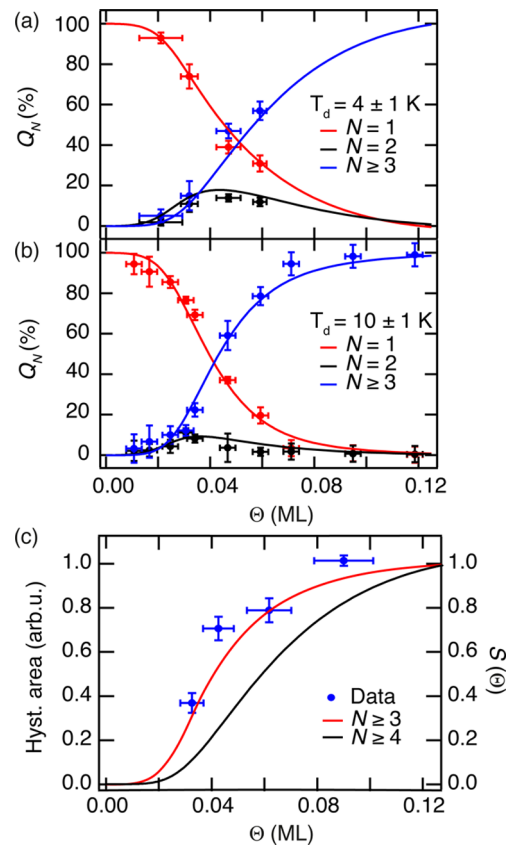 (a)
100
80
60
40
20
0
Q_N (%)
T_d = 4 ± 1 K
N = 1
N = 2
N ≥ 3
(b)
100
80
60
40
20
0
Q_N (%)
T_d = 10 ± 1 K
N = 1
N = 2
N ≥ 3
0.00 0.04 0.08 0.12
Θ (ML)
(c)
1.0
0.8
0.6
0.4
0.2
0.0
Hyst. area (arb.u.)
1.0
0.8
0.6
0.4
0.2
0.0
S (Θ)
Data
N ≥ 3
N ≥ 4
0.00 0.04 0.08 0.12
Θ (ML)